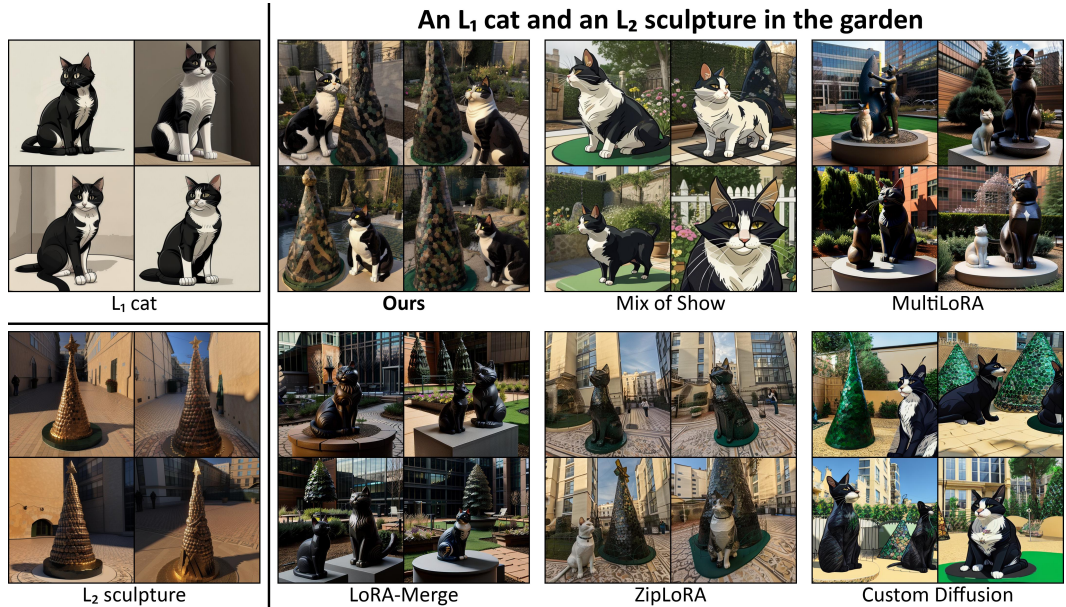 An L₁ cat and an L₂ sculpture in the garden
L₁ cat
Ours
Mix of Show
MultiLoRA
L₂ sculpture
LoRA-Merge
ZipLoRA
Custom Diffusion